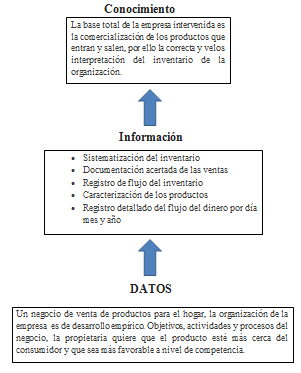 Conocimiento
La base total de la empresa intervenida es
la comercialización de los productos que
entran y salen, por ello la correcta y velos
interpretación del inventario de la
organización.
Información
• Sistematización del inventario
• Documentación acertada de las ventas
• Registro de flujo del inventario
• Caracterización de los productos
• Registro detallado del flujo del dinero por día
mes y año
DATOS
Un negocio de venta de productos para el hogar, la organización de la
empresa es de desarrollo empírico. Objetivos, actividades y procesos del
negocio, la propietaria quiere que el producto esté más cerca del
consumidor y que sea más favorable a nivel de competencia.